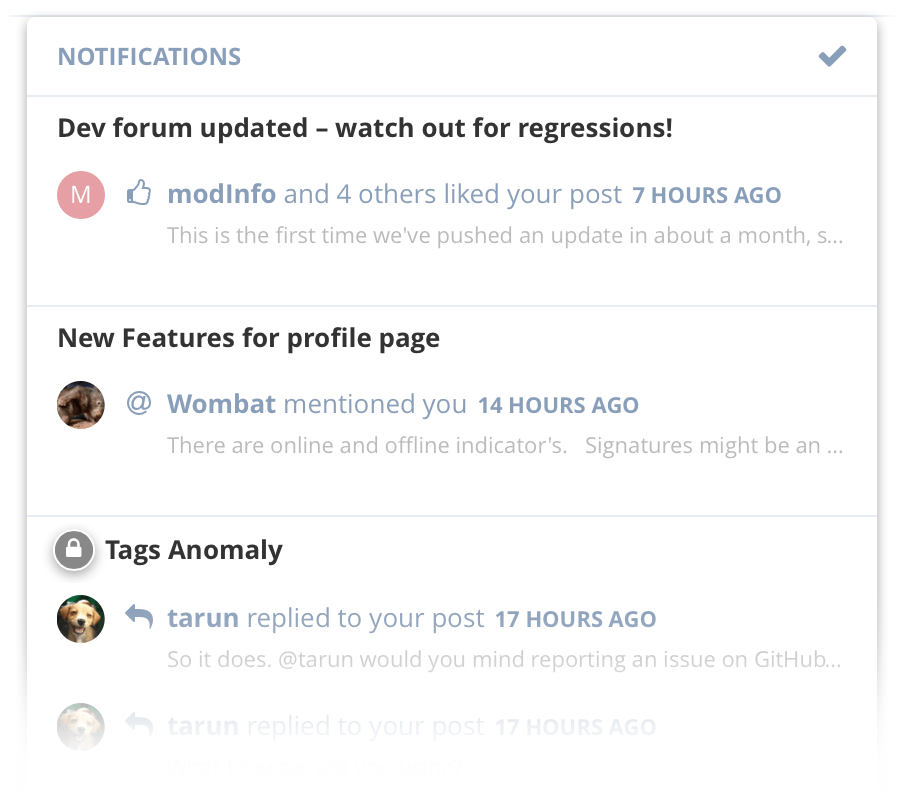 NOTIFICATIONS
Dev forum updated – watch out for regressions!
M
modInfo and 4 others liked your post 7 HOURS AGO
This is the first time we've pushed an update in about a month, s...
New Features for profile page
@ Wombat mentioned you 14 HOURS AGO
There are online and offline indicator's. Signatures might be an ...
Tags Anomaly
tarun replied to your post 17 HOURS AGO
So it does. @tarun would you mind reporting an issue on GitHub...
tarun replied to your post 17 HOURS AGO